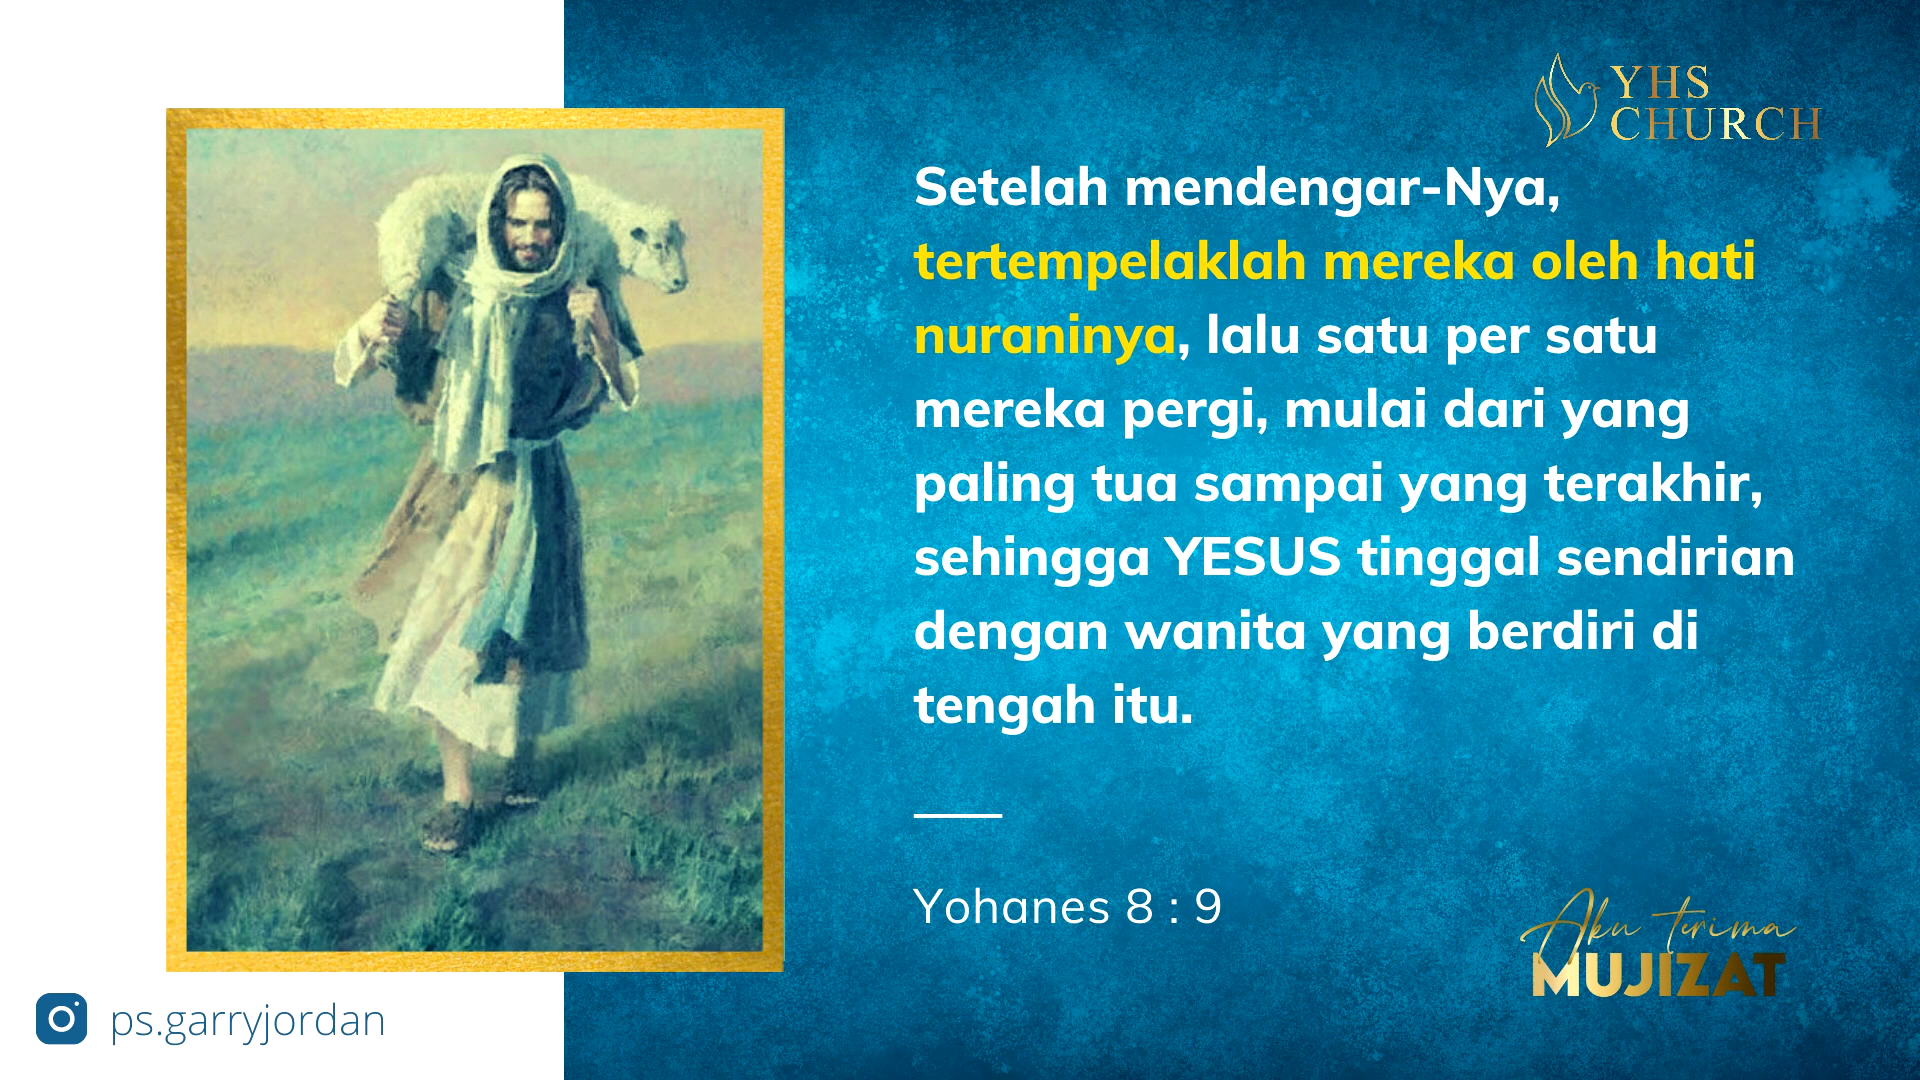 YHS
CHURCH
Setelah mendengar-Nya,
tertempelaklah mereka oleh hati
nuraninya, lalu satu per satu
mereka pergi, mulai dari yang
paling tua sampai yang terakhir,
sehingga YESUS tinggal sendirian
dengan wanita yang berdiri di
tengah itu.
Yohanes 8 : 9
Aku terima
MUJIZAT
ps.garryjordan